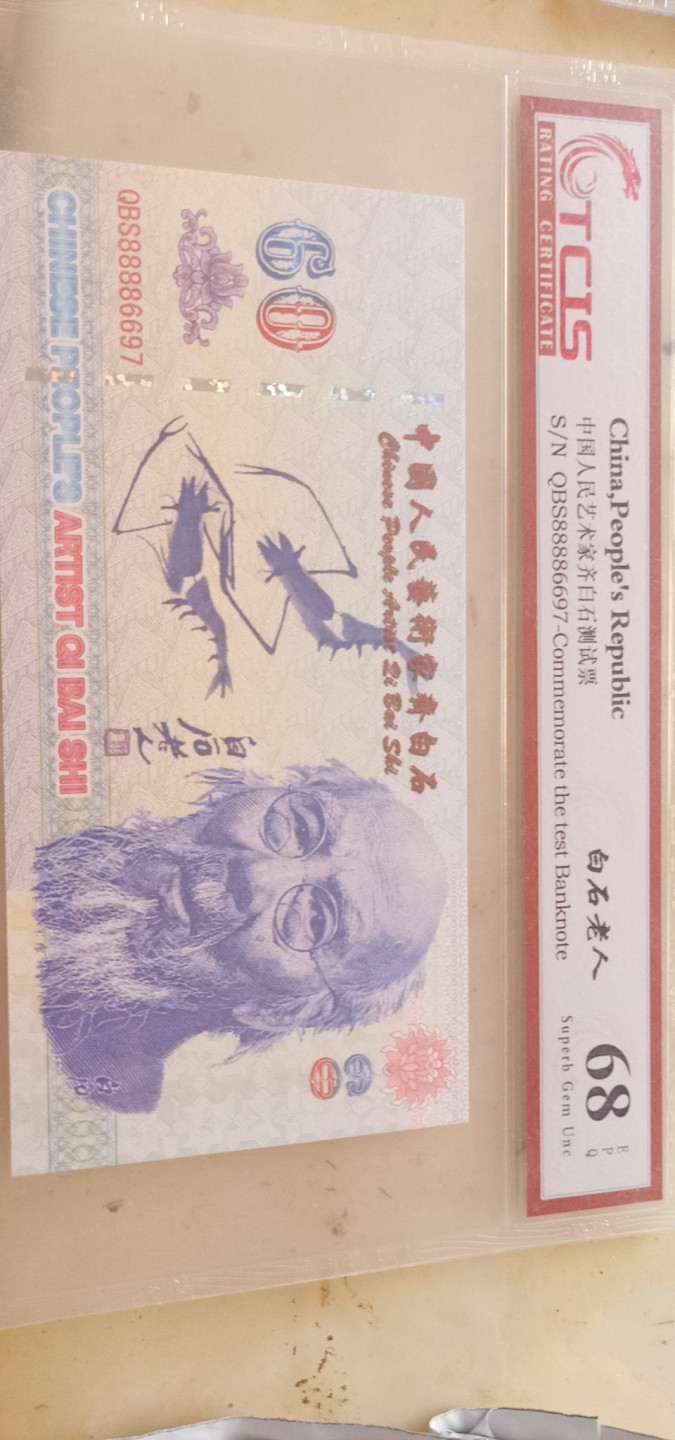 TCIS
RATING CERTIFICATE
China,People's Republic
中国人民艺术家齐白石测试票
S/N QBS88886697-Commemorate the test Banknote
白石老人
68
E
P
Q
Superb Gem Unc
60
中國人民藝術家齊白石
Chinese People Artist Qi Bai Shi
QBS88886697
白石老人
60
CHINESE PEOPLE'S ARTIST QI BAI SHI